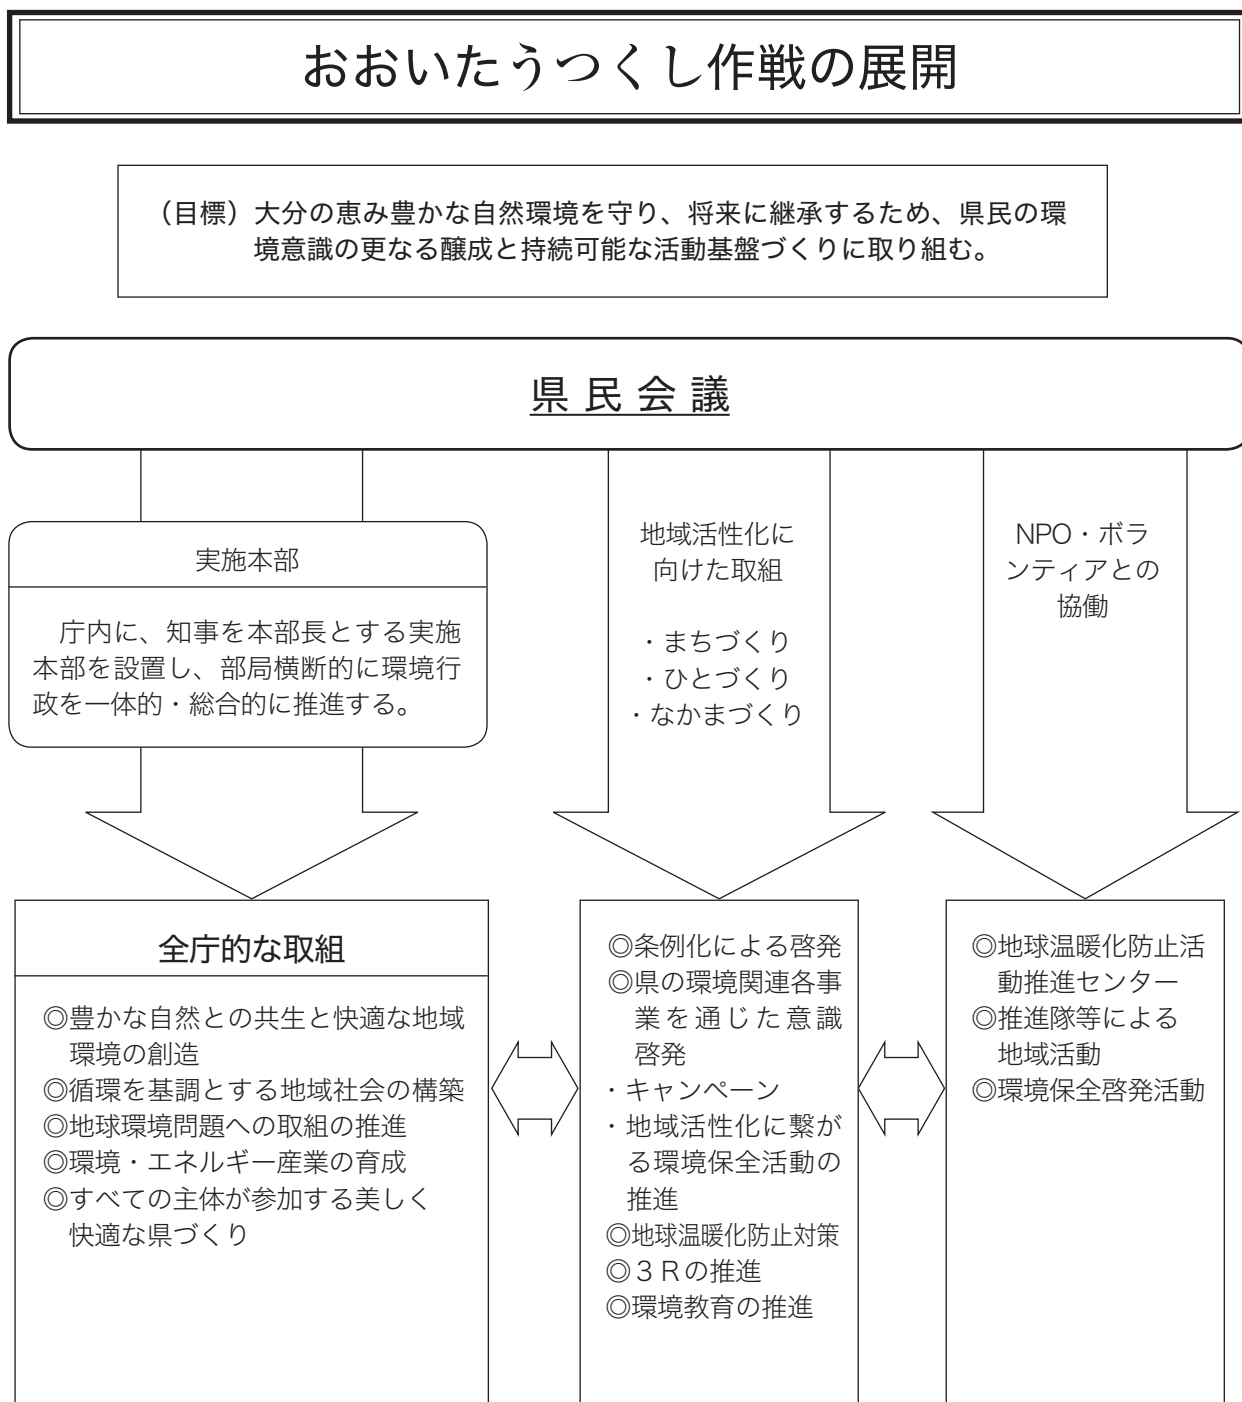 おおいたうつくし作戦の展開
（目標）大分の恵み豊かな自然環境を守り、将来に継承するため、県民の環
境意識の更なる醸成と持続可能な活動基盤づくりに取り組む。
県民会議
実施本部
庁内に、知事を本部長とする実施
本部を設置し、部局横断的に環境行
政を一体的・総合的に推進する。
地域活性化に
向けた取組
・まちづくり
・ひとづくり
・なかまづくり
NPO・ボラ
ンティアとの
協働
全庁的な取組
◎豊かな自然との共生と快適な地域
環境の創造
◎循環を基調とする地域社会の構築
◎地球環境問題への取組の推進
◎環境・エネルギー産業の育成
◎すべての主体が参加する美しく
快適な県づくり
◎条例化による啓発
◎県の環境関連各事
業を通じた意識
啓発
・キャンペーン
・地域活性化に繋が
る環境保全活動の
推進
◎地球温暖化防止対策
◎３Ｒの推進
◎環境教育の推進
◎地球温暖化防止活
動推進センター
◎推進隊等による
地域活動
◎環境保全啓発活動